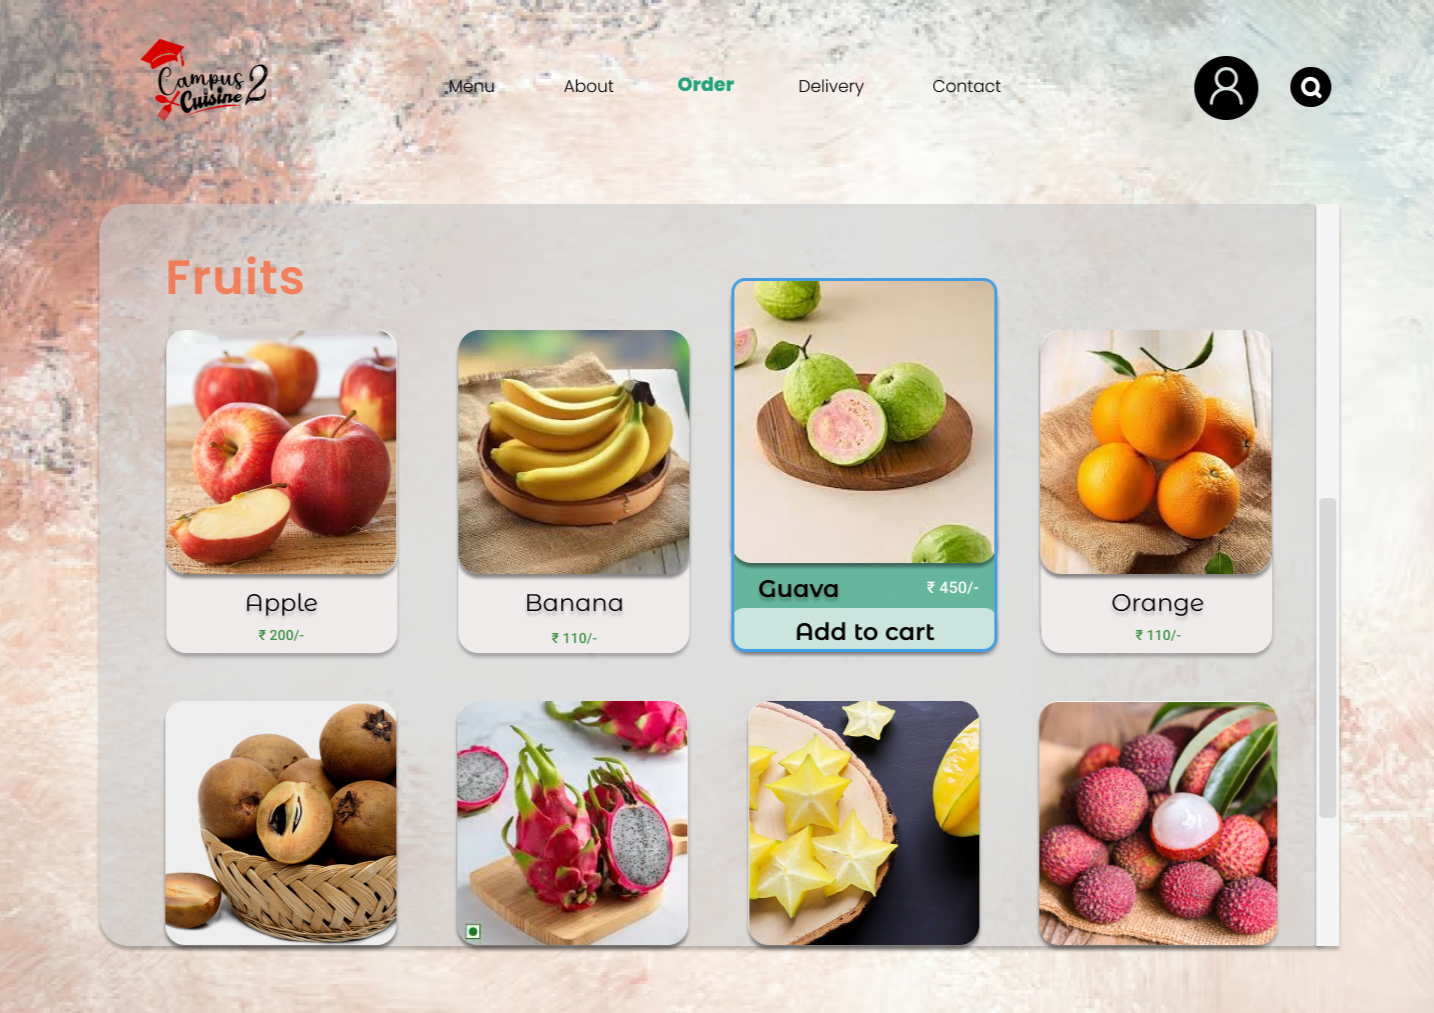 Campus 2
Cuisine
Menu
About
Order
Delivery
Contact
Fruits
Apple
₹ 200/-
Banana
₹ 110/-
Guava
₹ 450/-
Add to cart
Orange
₹ 110/-